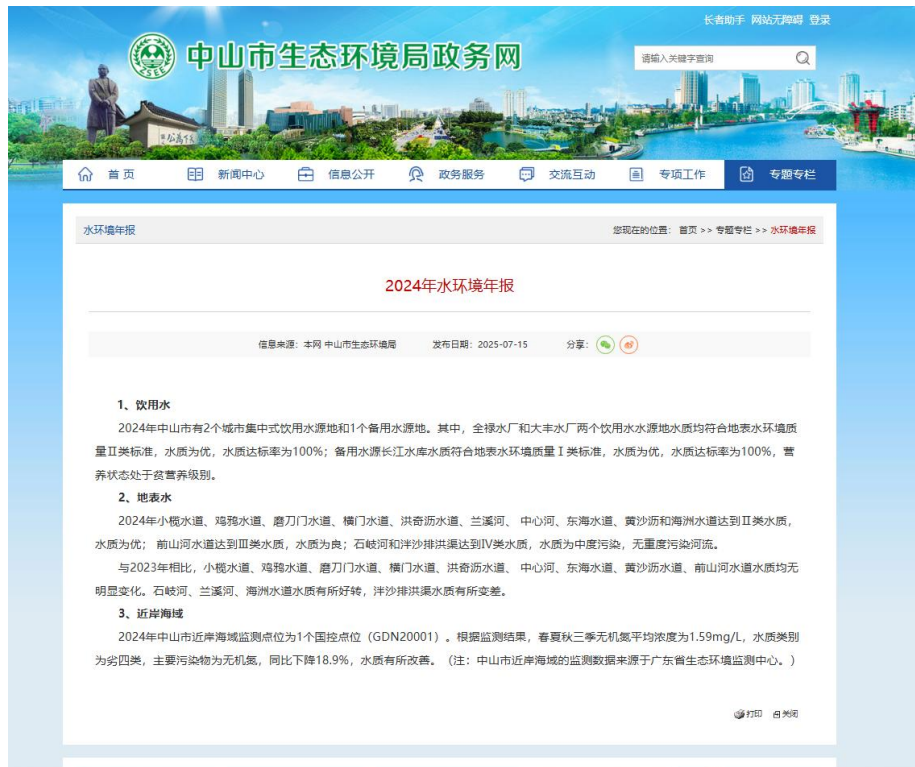 长者助手 网站无障碍 登录
中山市生态环境局政务网
ZSEE
请输入关键字查询
首页 新闻中心 信息公开 政务服务 交流互动 专项工作 专题专栏
水环境年报 您现在的位置: 首页 >> 专题专栏 >> 水环境年报
2024年水环境年报
信息来源:本网 中山市生态环境局 发布日期:2025-07-15 分享:
1、饮用水
2024年中山市有2个城市集中式饮用水源地和1个备用水源地。其中,全禄水厂和大丰水厂两个饮用水水源地水质均符合地表水环境质
量Ⅱ类标准,水质为优,水质达标率为100%;备用水源长江水库水质符合地表水环境质量Ⅰ类标准,水质为优,水质达标率为100%,营
养状态处于贫营养级别。
2、地表水
2024年小榄水道、鸡鸦水道、磨刀门水道、横门水道、洪奇沥水道、兰溪河、 中心河、东海水道、黄沙沥和海洲水道达到Ⅱ类水质,
水质为优; 前山河水道达到Ⅲ类水质,水质为良;石岐河和泮沙排洪渠达到Ⅳ类水质,水质为中度污染,无重度污染河流。
与2023年相比,小榄水道、鸡鸦水道、磨刀门水道、横门水道、洪奇沥水道、 中心河、东海水道、黄沙沥水道、前山河水道水质均无
明显变化。石岐河、兰溪河、海洲水道水质有所好转,泮沙排洪渠水质有所变差。
3、近岸海域
2024年中山市近岸海域监测点位为1个国控点位(GDN20001)。根据监测结果,春夏秋三季无机氮平均浓度为1.59mg/L,水质类别
为劣四类,主要污染物为无机氮,同比下降18.9%,水质有所改善。(注:中山市近岸海域的监测数据来源于广东省生态环境监测中心。)
打印 关闭